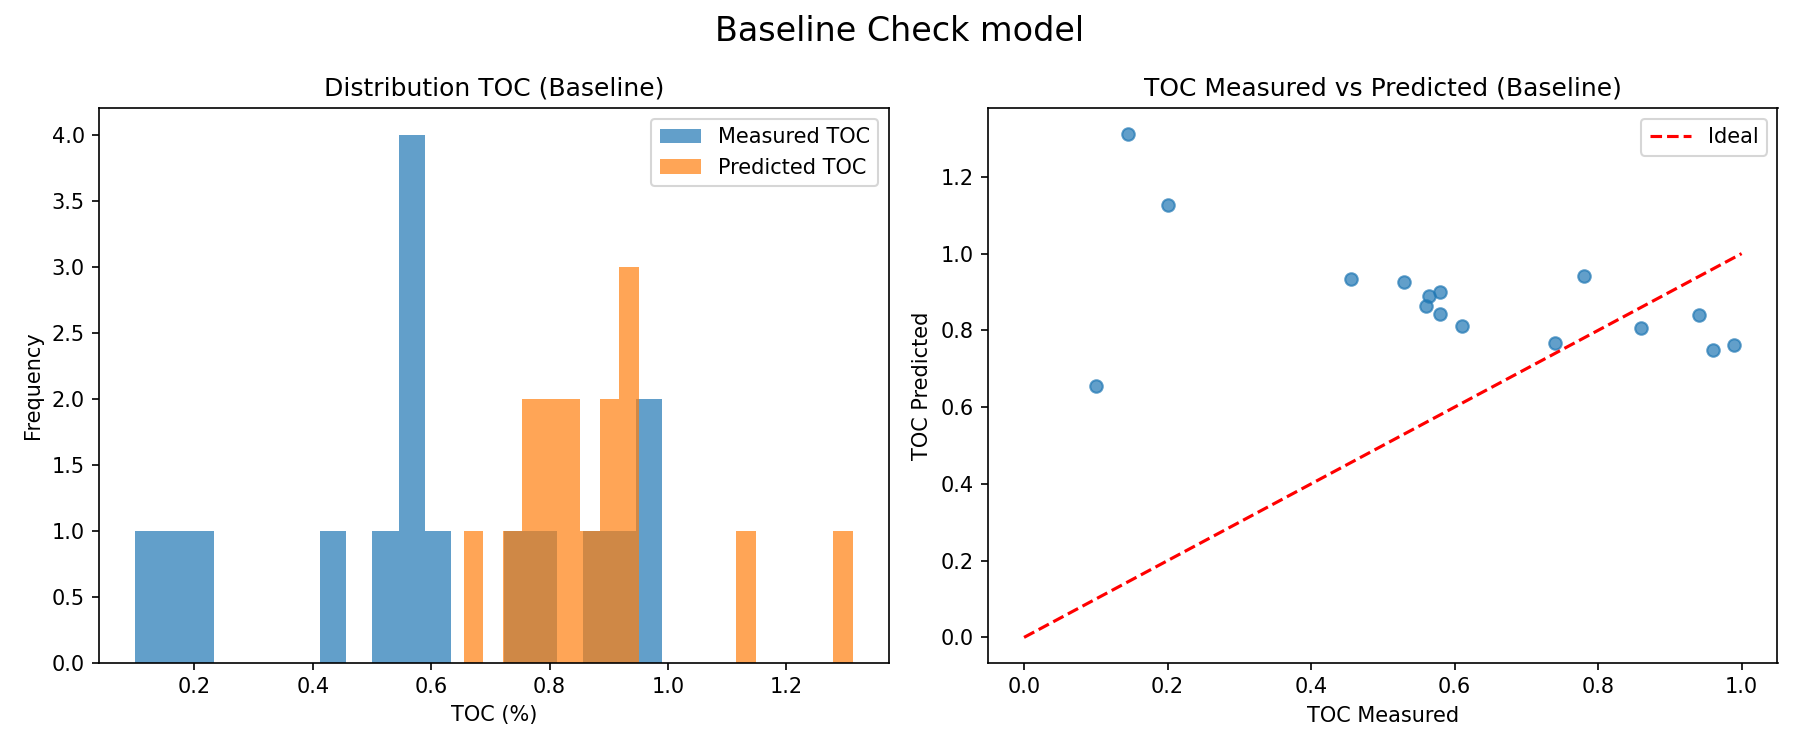 Baseline Check model
Distribution TOC (Baseline)
Measured TOC
Predicted TOC
4.0
3.5
3.0
2.5
2.0
1.5
1.0
0.5
0.0
Frequency
0.2 0.4 0.6 0.8 1.0 1.2
TOC (%)
TOC Measured vs Predicted (Baseline)
Ideal
1.2
1.0
0.8
0.6
0.4
0.2
0.0
TOC Predicted
0.0 0.2 0.4 0.6 0.8 1.0
TOC Measured